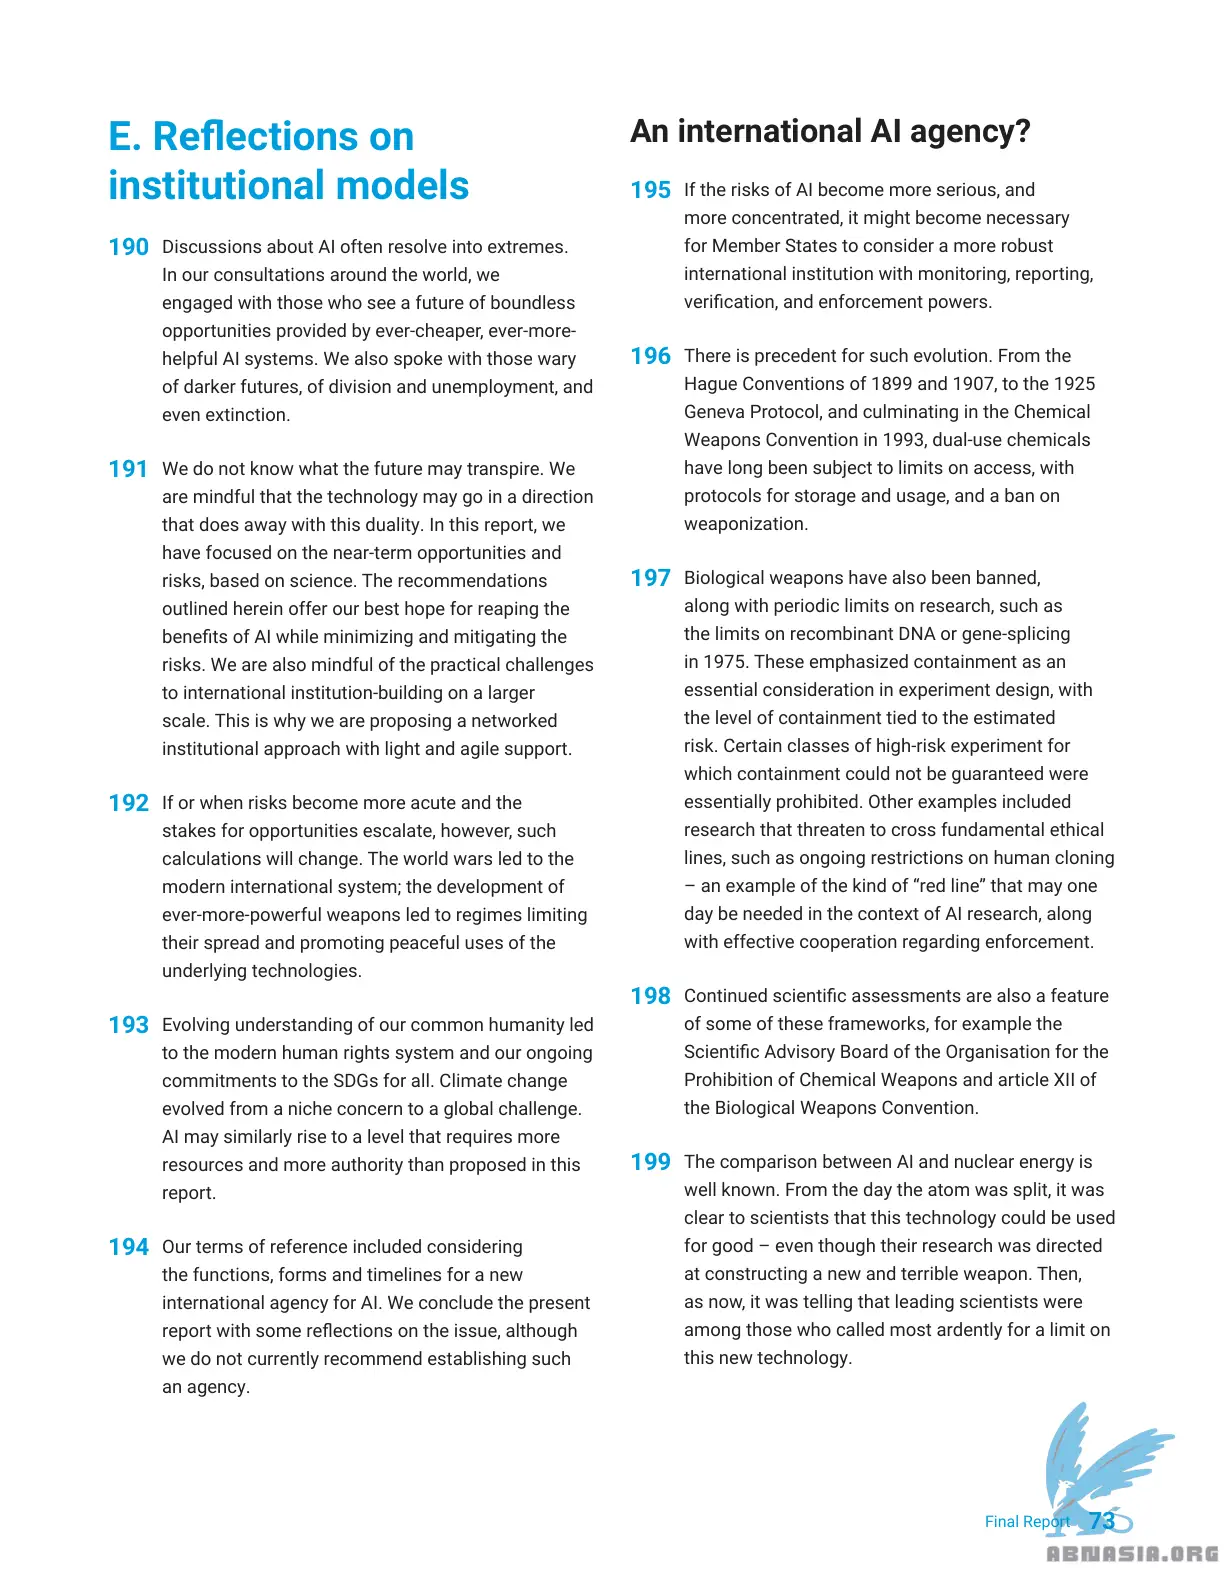 E. Reflections on
institutional models
190 Discussions about AI often resolve into extremes.
In our consultations around the world, we
engaged with those who see a future of boundless
opportunities provided by ever-cheaper, ever-more-
helpful AI systems. We also spoke with those wary
of darker futures, of division and unemployment, and
even extinction.
191 We do not know what the future may transpire. We
are mindful that the technology may go in a direction
that does away with this duality. In this report, we
have focused on the near-term opportunities and
risks, based on science. The recommendations
outlined herein offer our best hope for reaping the
benefits of AI while minimizing and mitigating the
risks. We are also mindful of the practical challenges
to international institution-building on a larger
scale. This is why we are proposing a networked
institutional approach with light and agile support.
192 If or when risks become more acute and the
stakes for opportunities escalate, however, such
calculations will change. The world wars led to the
modern international system; the development of
ever-more-powerful weapons led to regimes limiting
their spread and promoting peaceful uses of the
underlying technologies.
193 Evolving understanding of our common humanity led
to the modern human rights system and our ongoing
commitments to the SDGs for all. Climate change
evolved from a niche concern to a global challenge.
AI may similarly rise to a level that requires more
resources and more authority than proposed in this
report.
194 Our terms of reference included considering
the functions, forms and timelines for a new
international agency for AI. We conclude the present
report with some reflections on the issue, although
we do not currently recommend establishing such
an agency.
An international AI agency?
195 If the risks of AI become more serious, and
more concentrated, it might become necessary
for Member States to consider a more robust
international institution with monitoring, reporting,
verification, and enforcement powers.
196 There is precedent for such evolution. From the
Hague Conventions of 1899 and 1907, to the 1925
Geneva Protocol, and culminating in the Chemical
Weapons Convention in 1993, dual-use chemicals
have long been subject to limits on access, with
protocols for storage and usage, and a ban on
weaponization.
197 Biological weapons have also been banned,
along with periodic limits on research, such as
the limits on recombinant DNA or gene-splicing
in 1975. These emphasized containment as an
essential consideration in experiment design, with
the level of containment tied to the estimated
risk. Certain classes of high-risk experiment for
which containment could not be guaranteed were
essentially prohibited. Other examples included
research that threaten to cross fundamental ethical
lines, such as ongoing restrictions on human cloning
– an example of the kind of “red line” that may one
day be needed in the context of AI research, along
with effective cooperation regarding enforcement.
198 Continued scientific assessments are also a feature
of some of these frameworks, for example the
Scientific Advisory Board of the Organisation for the
Prohibition of Chemical Weapons and article XII of
the Biological Weapons Convention.
199 The comparison between AI and nuclear energy is
well known. From the day the atom was split, it was
clear to scientists that this technology could be used
for good – even though their research was directed
at constructing a new and terrible weapon. Then,
as now, it was telling that leading scientists were
among those who called most ardently for a limit on
this new technology.
Final Report 73
ABNASIA.ORG